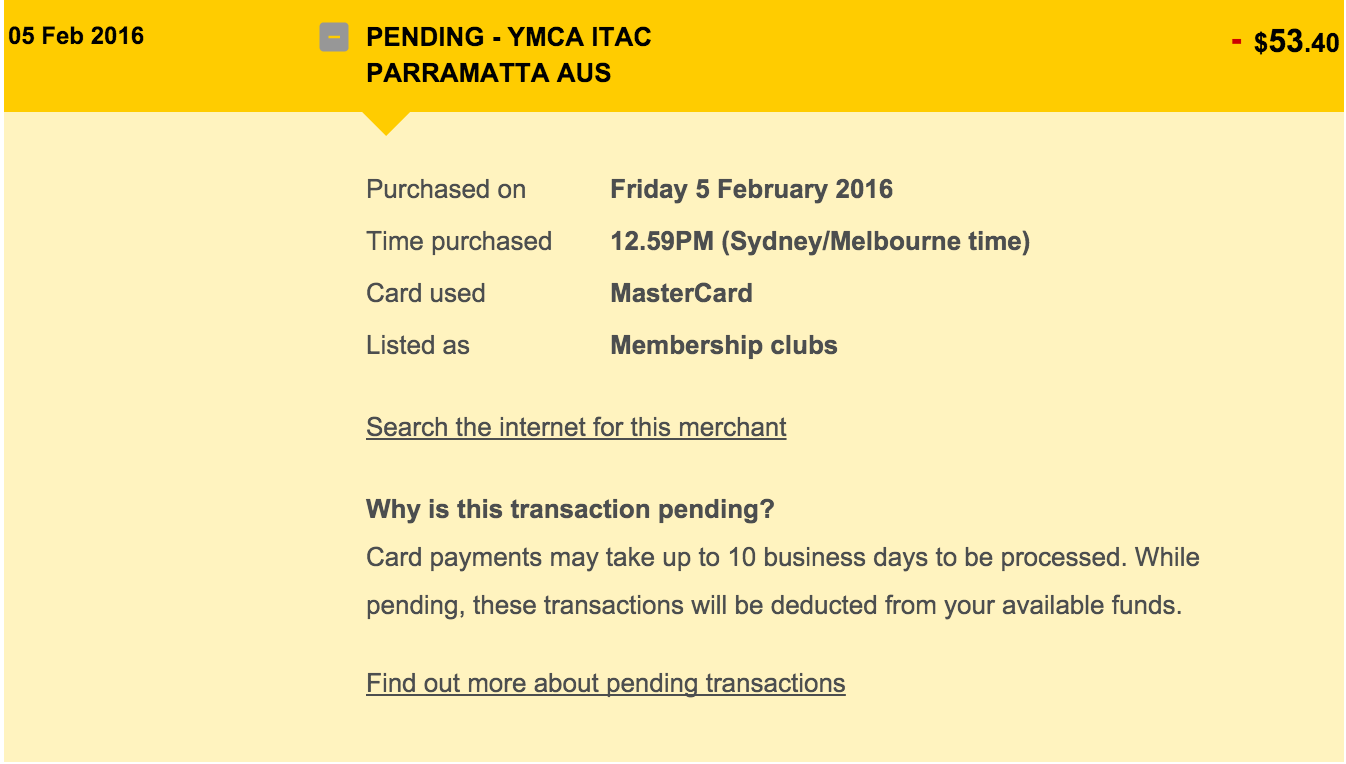 05 Feb 2016
PENDING - YMCA ITAC
PARRAMATTA AUS
- $53.40
Purchased on Friday 5 February 2016
Time purchased 12.59PM (Sydney/Melbourne time)
Card used MasterCard
Listed as Membership clubs
Search the internet for this merchant
Why is this transaction pending?
Card payments may take up to 10 business days to be processed. While
pending, these transactions will be deducted from your available funds.
Find out more about pending transactions